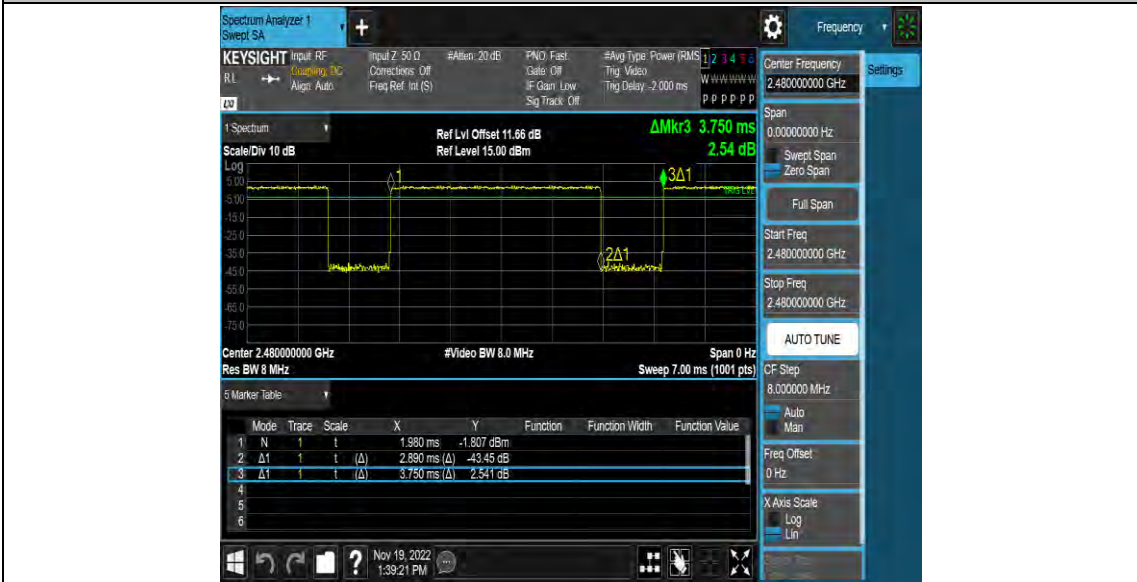 Spectrum Analyzer 1
Swept SA
+
Frequency
KEYSIGHT Input: RF Input Z: 50 Ω #Atten: 20 dB PNO: Fast #Avg Type: Power (RMS 1 2 3 4 5 6
RL Coupling: DC Corrections: Off Gate: Off Trig: Video W W W W W W
Align: Auto Freq Ref: Int (S) IF Gain: Low Trig Delay: -2.000 ms
LXI Sig Track: Off P P P P P P
Center Frequency
2.480000000 GHz
Settings
Span
0.00000000 Hz
Swept Span
Zero Span
Full Span
Start Freq
2.480000000 GHz
Stop Freq
2.480000000 GHz
AUTO TUNE
CF Step
8.000000 MHz
Auto
Man
Freq Offset
0 Hz
X Axis Scale
Log
Lin
1 Spectrum
Ref Lvl Offset 11.66 dB ΔMkr3 3.750 ms
Scale/Div 10 dB Ref Level 15.00 dBm 2.54 dB
Log
5.00
-5.00
-15.0
-25.0
-35.0
-45.0
-55.0
-65.0
-75.0
1
3Δ1
2Δ1
Center 2.480000000 GHz #Video BW 8.0 MHz Span 0 Hz
Res BW 8 MHz Sweep 7.00 ms (1001 pts)
5 Marker Table
Mode Trace Scale X Y Function Function Width Function Value
1 N 1 t 1.980 ms -1.807 dBm
2 Δ1 1 t (Δ) 2.890 ms (Δ) -43.45 dB
3 Δ1 1 t (Δ) 3.750 ms (Δ) 2.541 dB
4
5
6
? Nov 19, 2022
1:39:21 PM